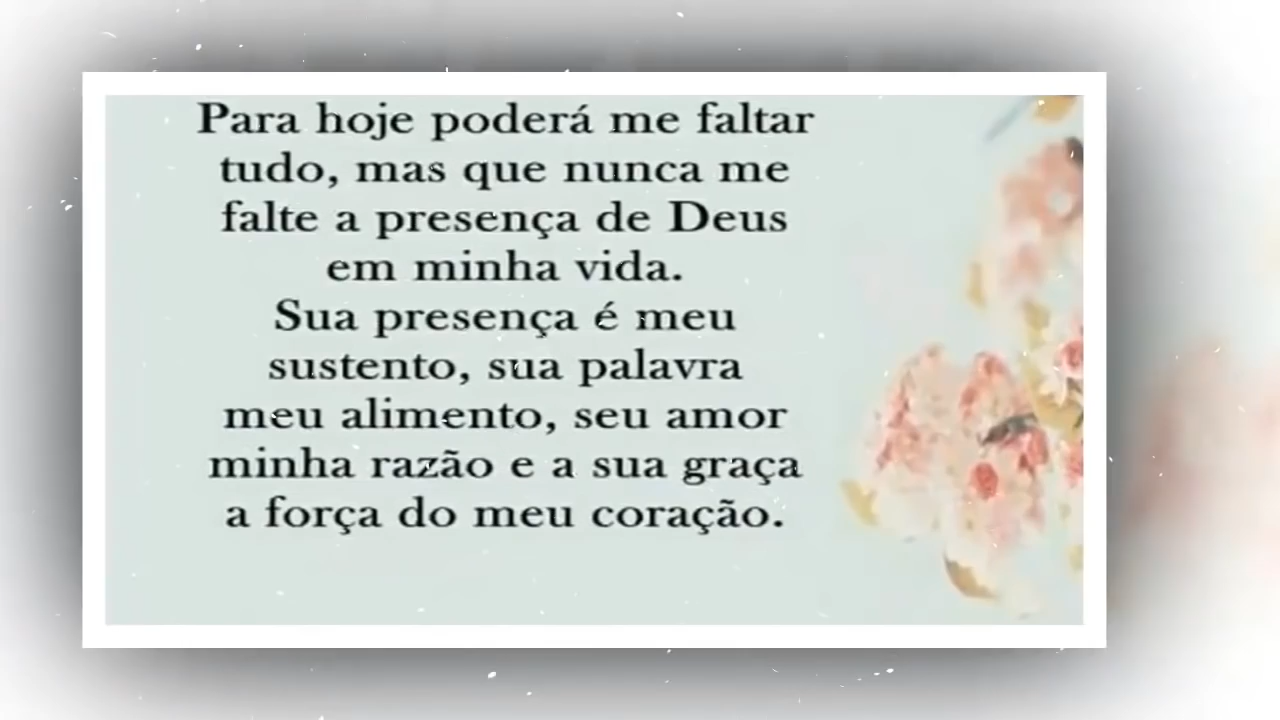 Para hoje poderá me faltar
tudo, mas que nunca me
falte a presença de Deus
em minha vida.
Sua presença é meu
sustento, sua palavra
meu alimento, seu amor
minha razão e a sua graça
a força do meu coração.